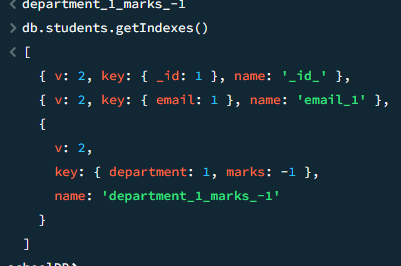 department_1_marks_-1
> db.students.getIndexes()
< [
{ v: 2, key: { _id: 1 }, name: '_id_' },
{ v: 2, key: { email: 1 }, name: 'email_1' },
{
v: 2,
key: { department: 1, marks: -1 },
name: 'department_1_marks_-1'
}
]
schoolDB>